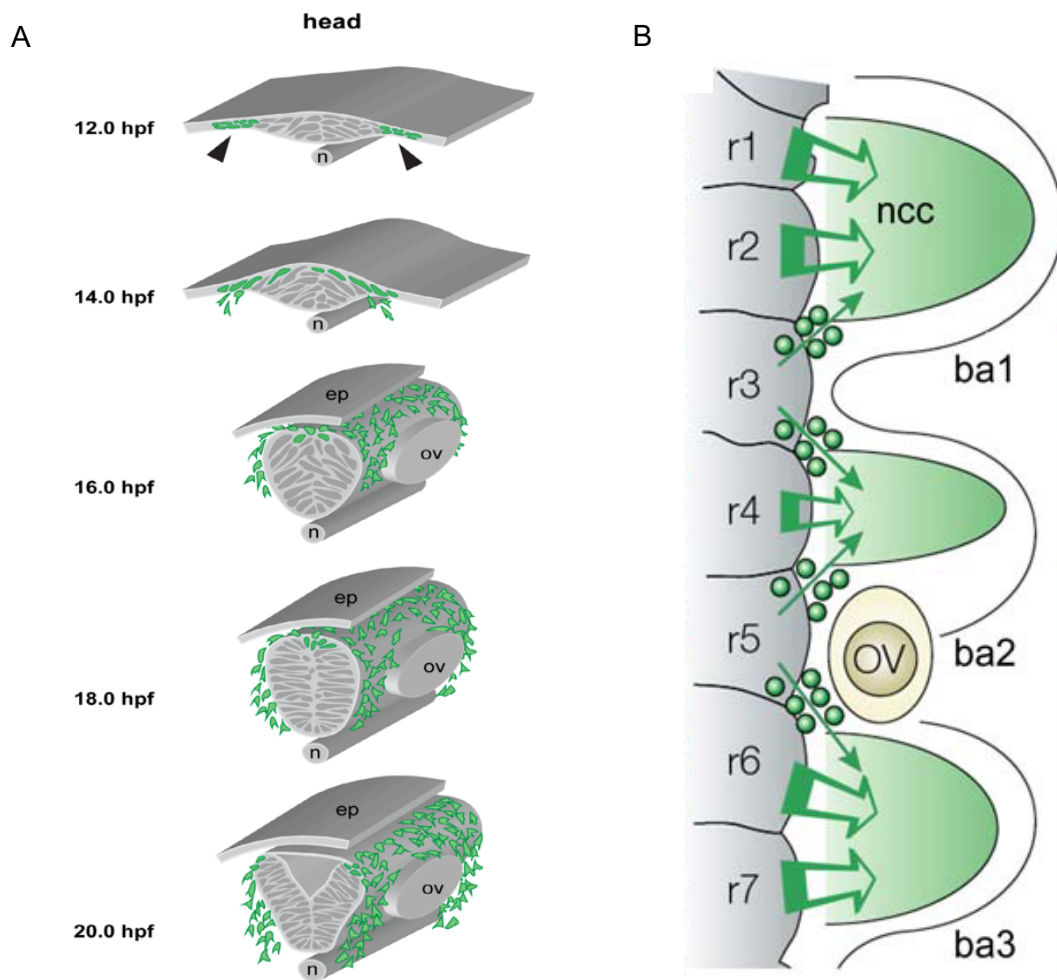 A
head
12.0 hpf
n
14.0 hpf
n
ep
ov
16.0 hpf
n
ep
ov
18.0 hpf
n
ep
ov
20.0 hpf
n
B
r1
ncc
r2
ba1
r3
r4
r5
OV
ba2
r6
r7
ba3